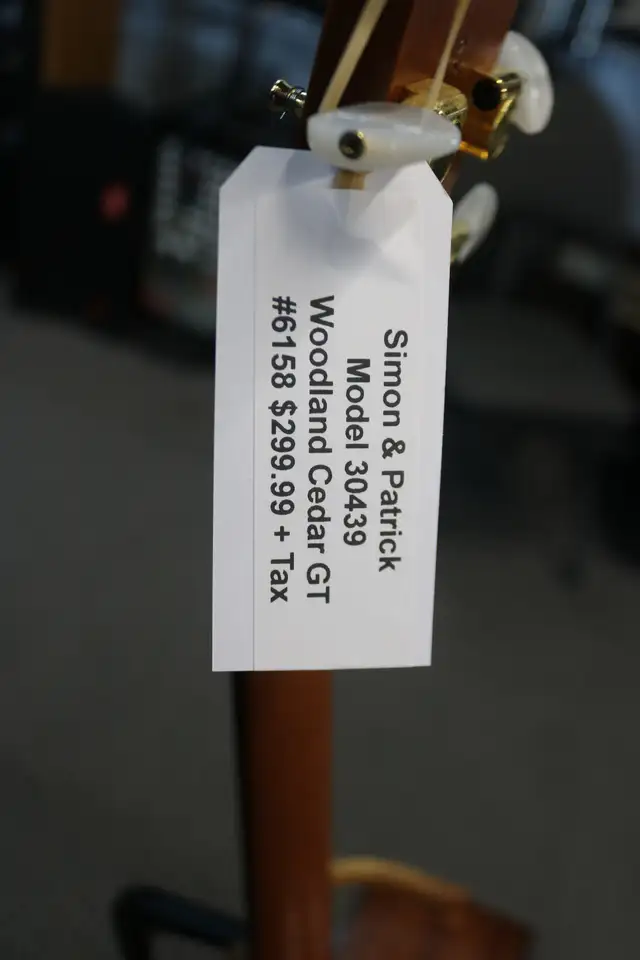 Simon & Patrick
Model 30439
Woodland Cedar GT
#6158 $299.99 + Tax